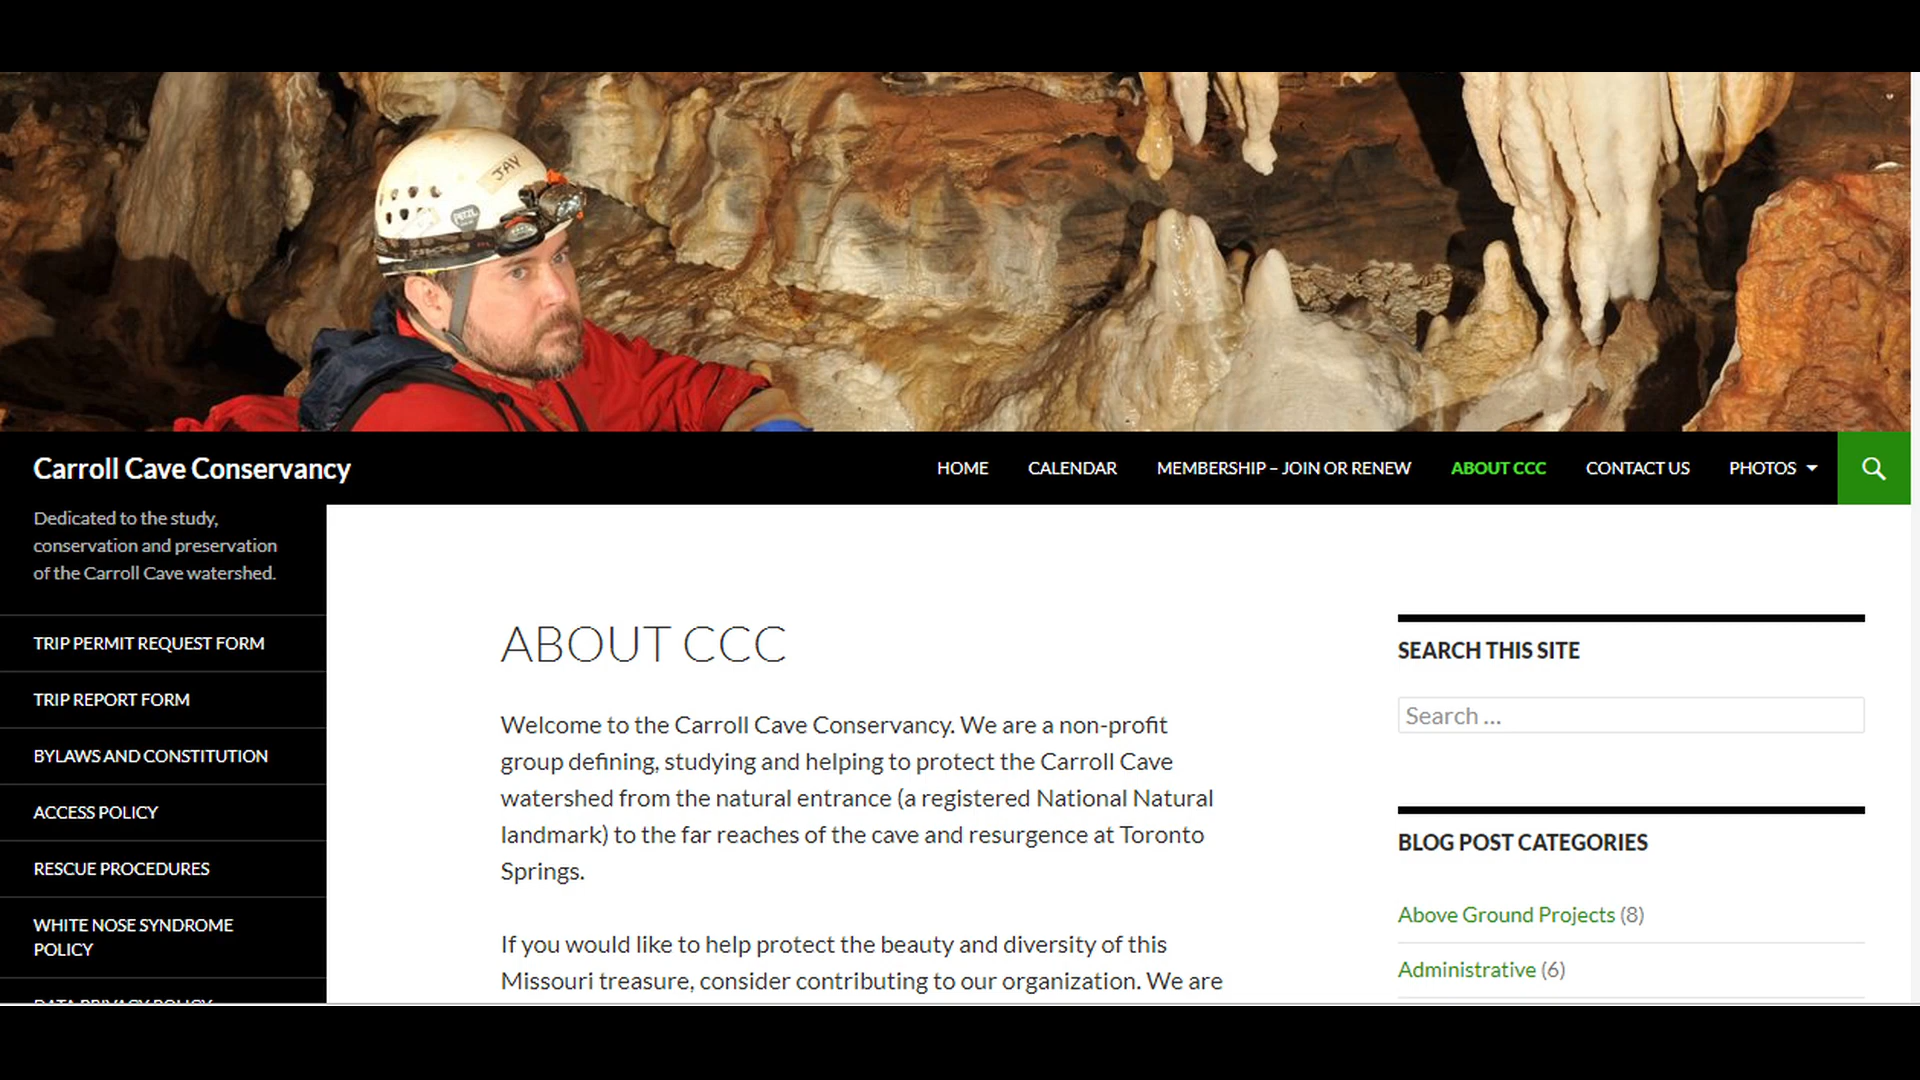 JAY
PETZL
Carroll Cave Conservancy
HOME
CALENDAR
MEMBERSHIP – JOIN OR RENEW
ABOUT CCC
CONTACT US
PHOTOS
Dedicated to the study,
conservation and preservation
of the Carroll Cave watershed.
TRIP PERMIT REQUEST FORM
TRIP REPORT FORM
BYLAWS AND CONSTITUTION
ACCESS POLICY
RESCUE PROCEDURES
WHITE NOSE SYNDROME
POLICY
DATA PRIVACY POLICY
ABOUT CCC
Welcome to the Carroll Cave Conservancy. We are a non-profit
group defining, studying and helping to protect the Carroll Cave
watershed from the natural entrance (a registered National Natural
landmark) to the far reaches of the cave and resurgence at Toronto
Springs.
If you would like to help protect the beauty and diversity of this
Missouri treasure, consider contributing to our organization. We are
SEARCH THIS SITE
Search ...
BLOG POST CATEGORIES
Above Ground Projects (8)
Administrative (6)